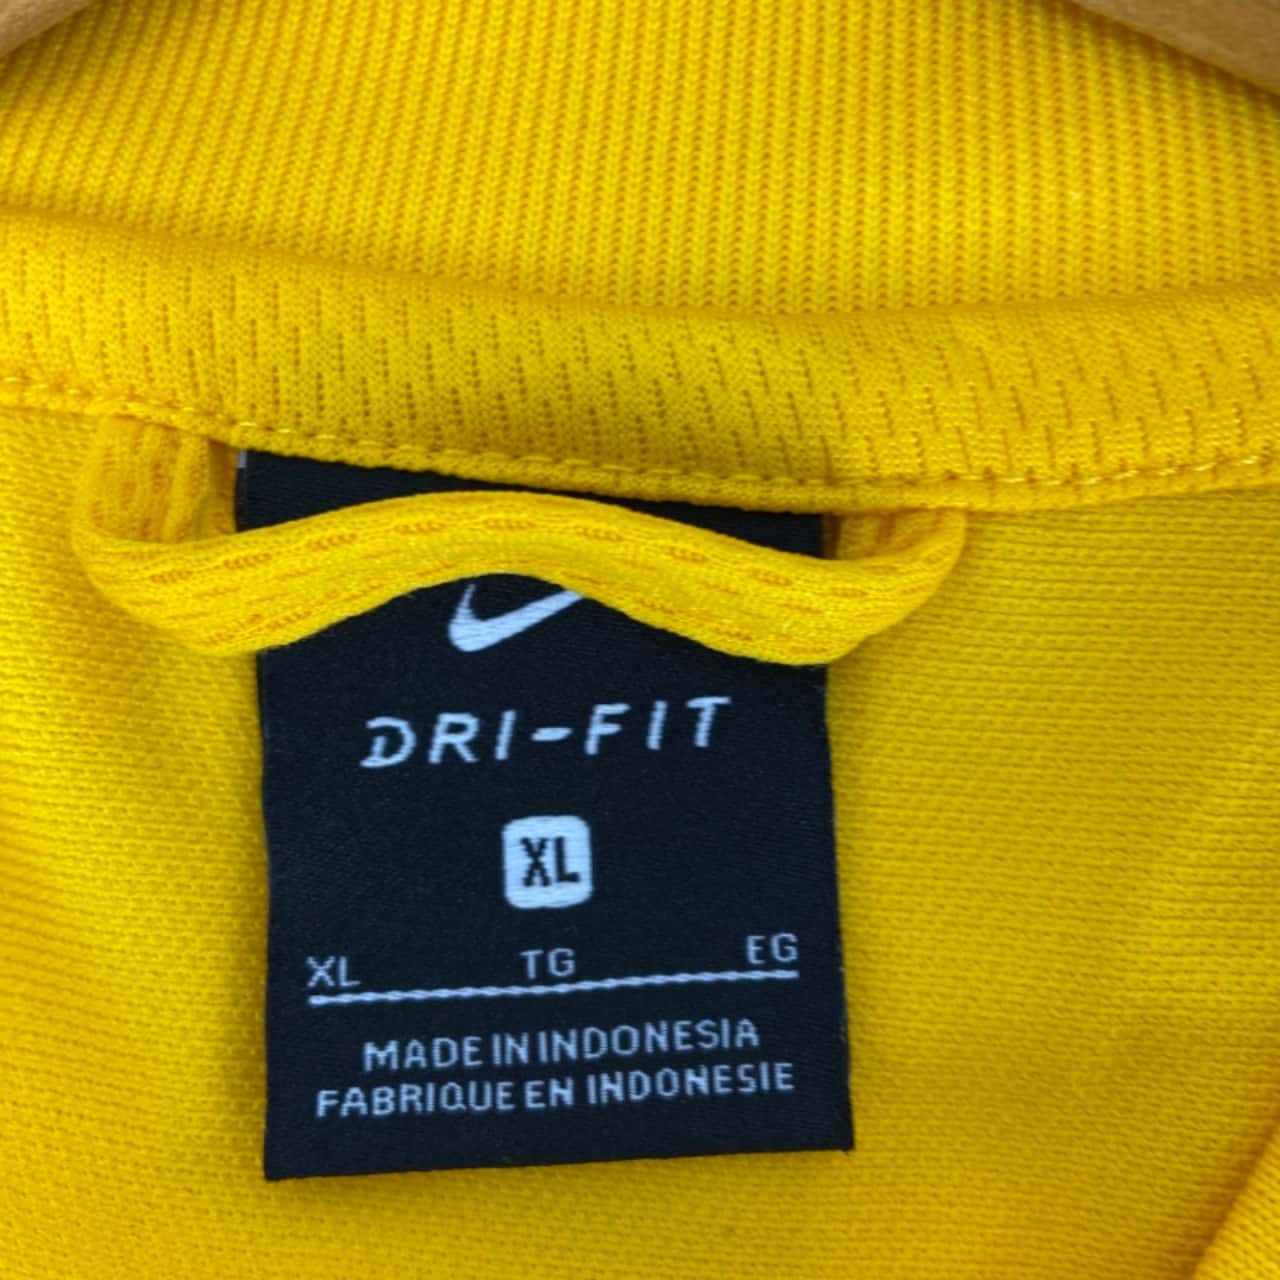 DRI-FIT
XL
XL TG EG
MADE IN INDONESIA
FABRIQUE EN INDONESIE